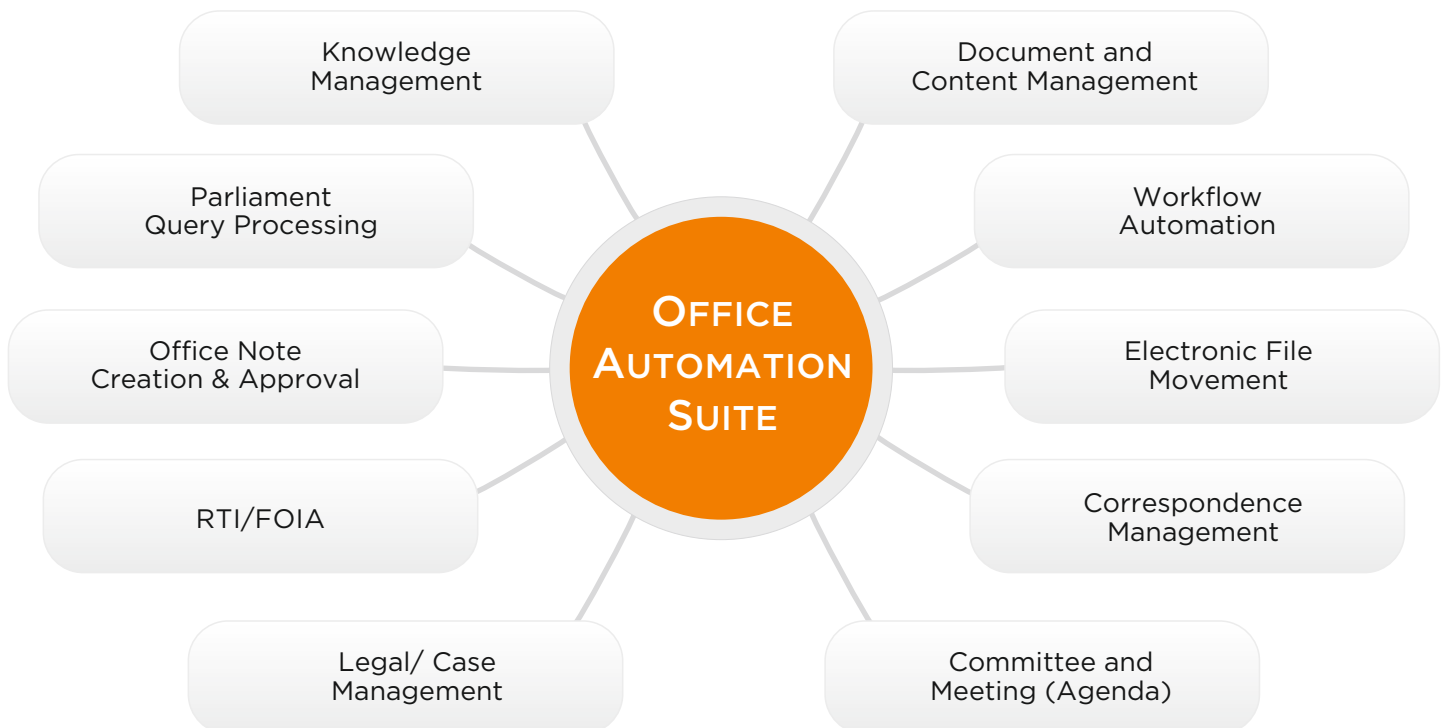 Knowledge
Management
Document and
Content Management
Parliament
Query Processing
Workflow
Automation
OFFICE
AUTOMATION
SUITE
Office Note
Creation & Approval
Electronic File
Movement
RTI/FOIA
Correspondence
Management
Legal/ Case
Management
Committee and
Meeting (Agenda)